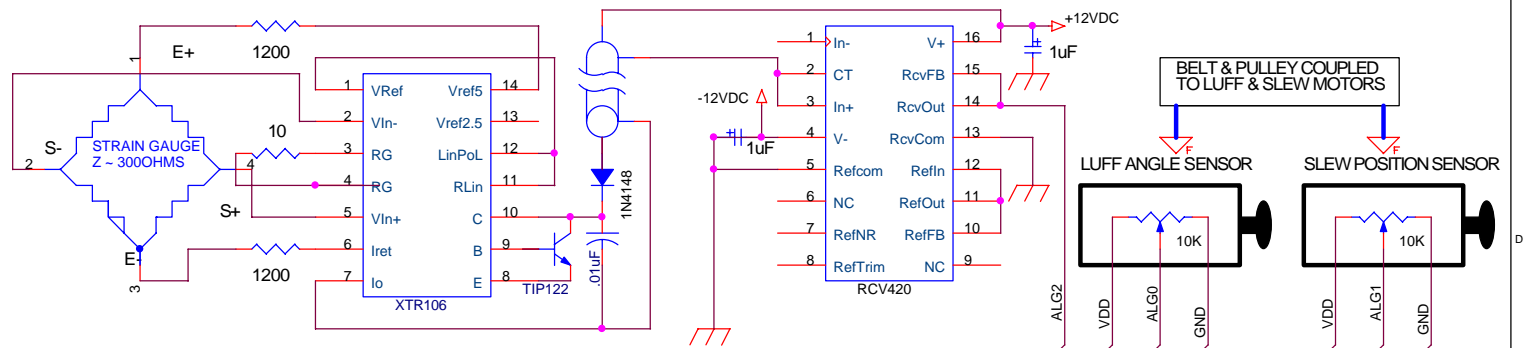 E+
1200
1
2
3
4
S-
S+
E-
STRAIN GAUGE
Z ~ 300OHMS
10
1200
1 VRef Vref5 14
2 VIn- Vref2.5 13
3 RG LinPoL 12
4 RG RLin 11
5 VIn+ C 10
6 Iret B 9
7 Io E 8
XTR106
TIP122
1N4148
.01uF
-12VDC
+
1uF
1 In- V+ 16
2 CT RcvFB 15
3 In+ RcvOut 14
4 V- RcvCom 13
5 Refcom RefIn 12
6 NC RefOut 11
7 RefNR RefFB 10
8 RefTrim NC 9
RCV420
+12VDC
+
1uF
ALG2
BELT & PULLEY COUPLED
TO LUFF & SLEW MOTORS
F
F
LUFF ANGLE SENSOR
10K
VDD
ALG0
GND
SLEW POSITION SENSOR
10K
VDD
ALG1
GND
D